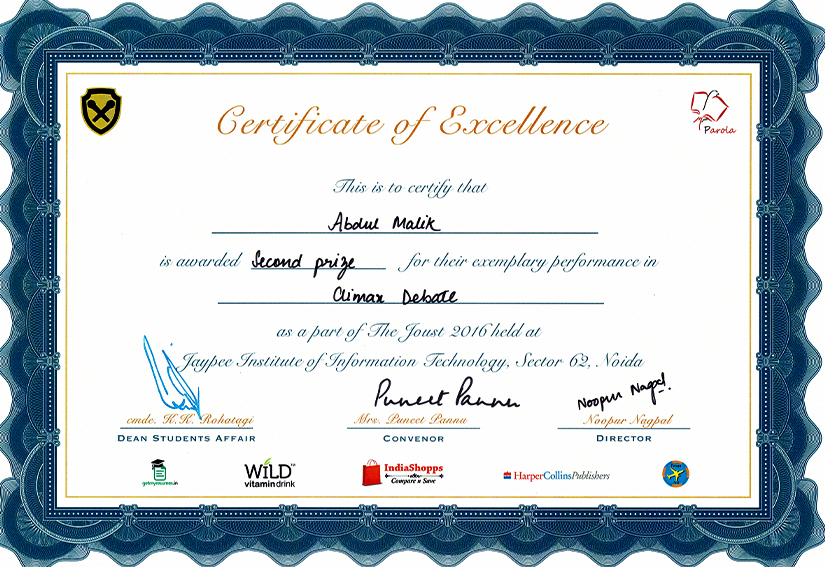 Certificate of Excellence
Parola
This is to certify that
Abdul Malik
is awarded Second prize for their exemplary performance in
Climax Debate
as a part of The Joust 2016 held at
Jaypee Institute of Information Technology, Sector 62, Noida
Puneet Pannu
Noopur Nagpal
cmde. K.K. Rohatagi
Mrs. Puneet Pannu
Noopur Nagpal
DEAN STUDENTS AFFAIR
CONVENOR
DIRECTOR
WiLD
vitamin drink
IndiaShopps
Compare n Save
HarperCollinsPublishers